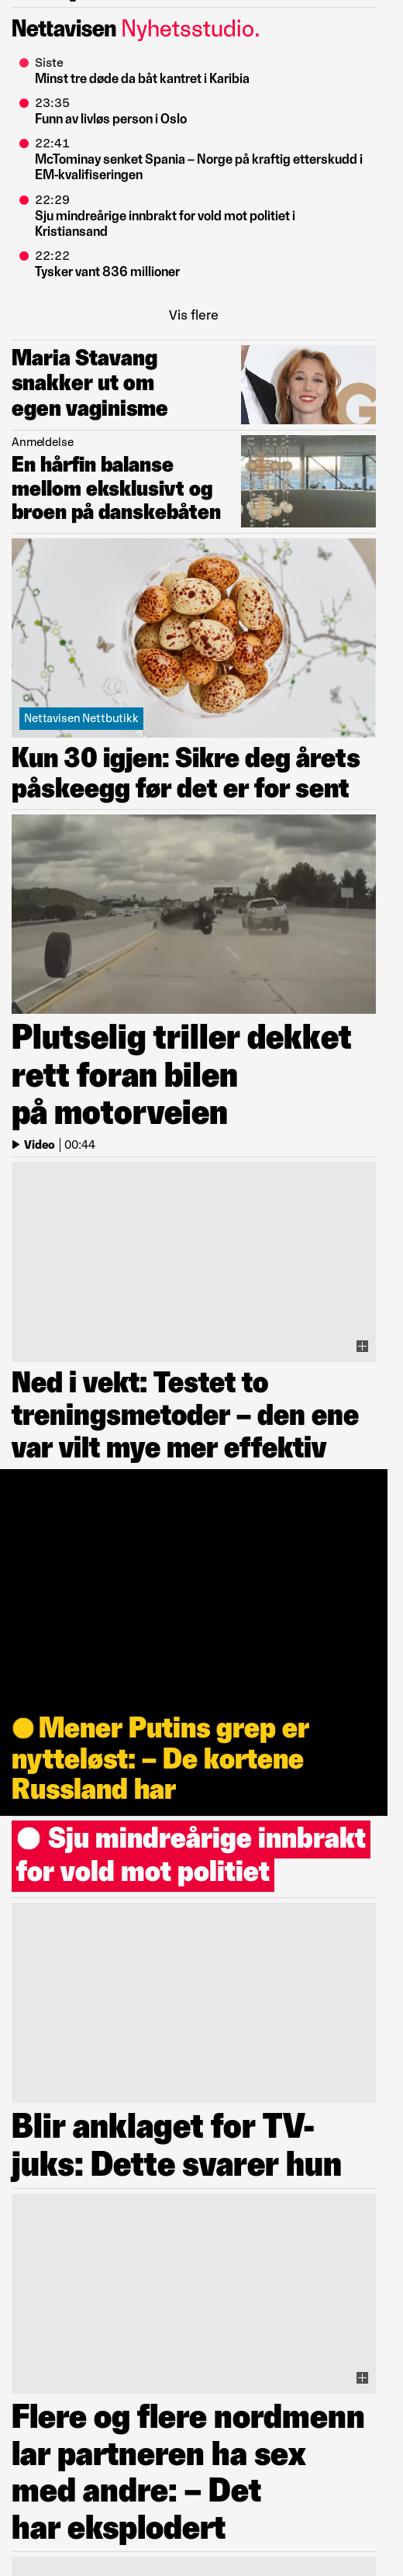 Nettavisen Nyhetsstudio.
Siste
Minst tre døde da båt kantret i Karibia
23:35
Funn av livløs person i Oslo
22:41
McTominay senket Spania – Norge på kraftig etterskudd i
EM-kvalifiseringen
22:29
Sju mindreårige innbrakt for vold mot politiet i
Kristiansand
22:22
Tysker vant 836 millioner
Vis flere
Maria Stavang
snakker ut om
egen vaginisme
Anmeldelse
En hårfin balanse
mellom eksklusivt og
broen på danskebåten
Nettavisen Nettbutikk
Kun 30 igjen: Sikre deg årets
påskeegg før det er for sent
Plutselig triller dekket
rett foran bilen
på motorveien
Video | 00:44
Ned i vekt: Testet to
treningsmetoder – den ene
var vilt mye mer effektiv
Mener Putins grep er
nytteløst: – De kortene
Russland har
Sju mindreårige innbrakt
for vold mot politiet
Blir anklaget for TV-
juks: Dette svarer hun
Flere og flere nordmenn
lar partneren ha sex
med andre: – Det
har eksplodert